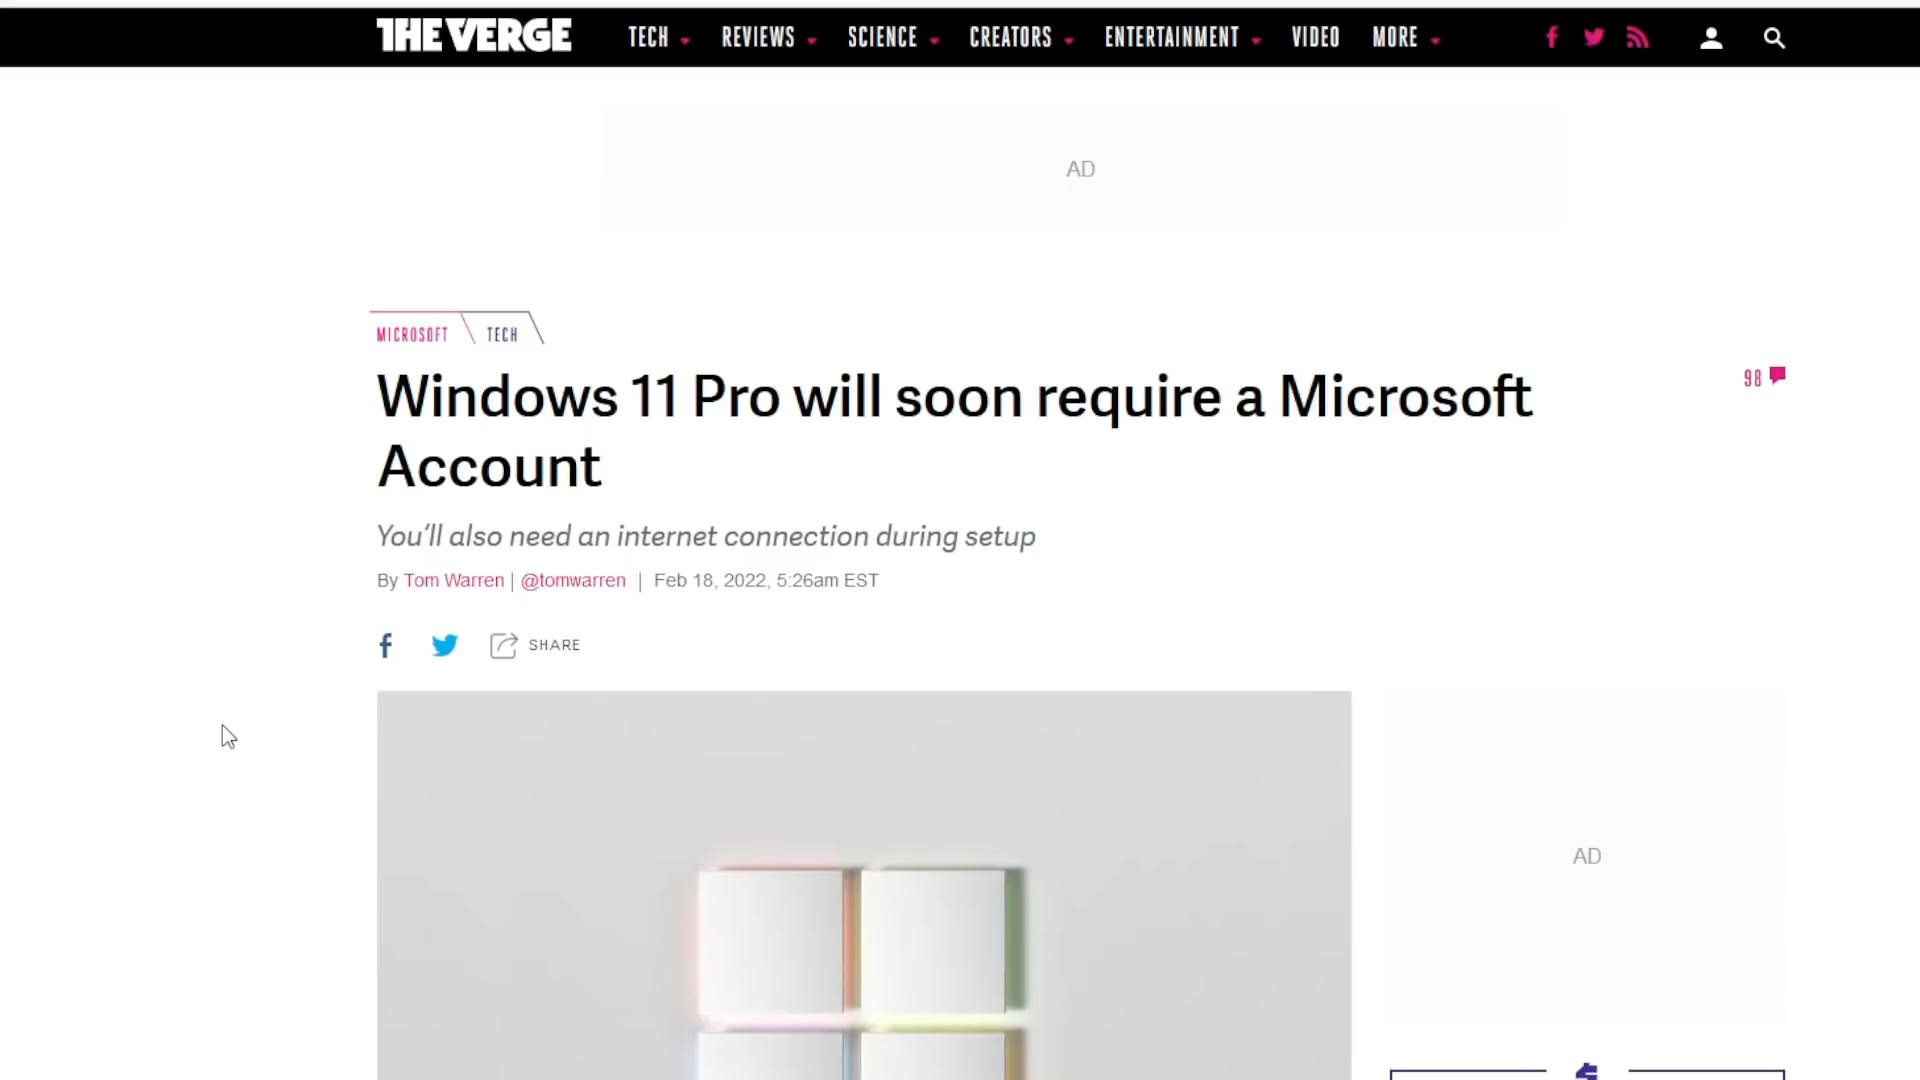 THE VERGE TECH REVIEWS SCIENCE CREATORS ENTERTAINMENT VIDEO MORE
AD
MICROSOFT TECH
Windows 11 Pro will soon require a Microsoft
Account
98
You'll also need an internet connection during setup
By Tom Warren | @tomwarren | Feb 18, 2022, 5:26am EST
SHARE
AD